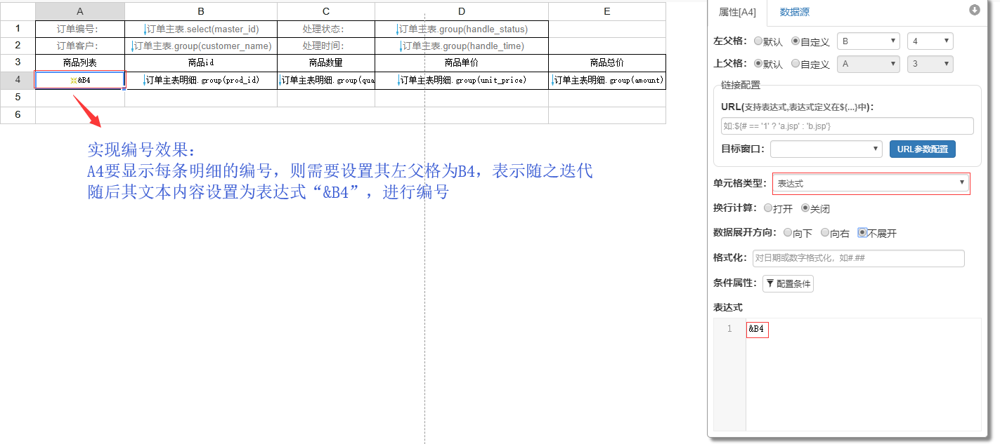 A B C D E
1 订单编号: 订单主表.select(master_id) 处理状态: 订单主表.group(handle_status)
2 订单客户: 订单主表.group(customer_name) 处理时间: 订单主表.group(handle_time)
3 商品列表 商品id 商品数量 商品单价 商品总价
4 &B4 订单主表明细.group(prod_id) 订单主表明细.group(qua 订单主表明细.group(unit_price) 订单主表明细.group(amount)
5
6
实现编号效果:
A4要显示每条明细的编号，则需要设置其左父格为B4，表示随之迭代
随后其文本内容设置为表达式“&B4”，进行编号
属性[A4] 数据源
左父格: 默认 自定义 B 4
上父格: 默认 自定义 A 3
链接配置
URL(支持表达式,表达式定义在${...}中):
如:${# == '1' ? 'a.jsp' : 'b.jsp'}
目标窗口: URL参数配置
单元格类型: 表达式
换行计算: 打开 关闭
数据展开方向: 向下 向右 不展开
格式化: 对日期或数字格式化，如#.##
条件属性: 配置条件
表达式
1 &B4